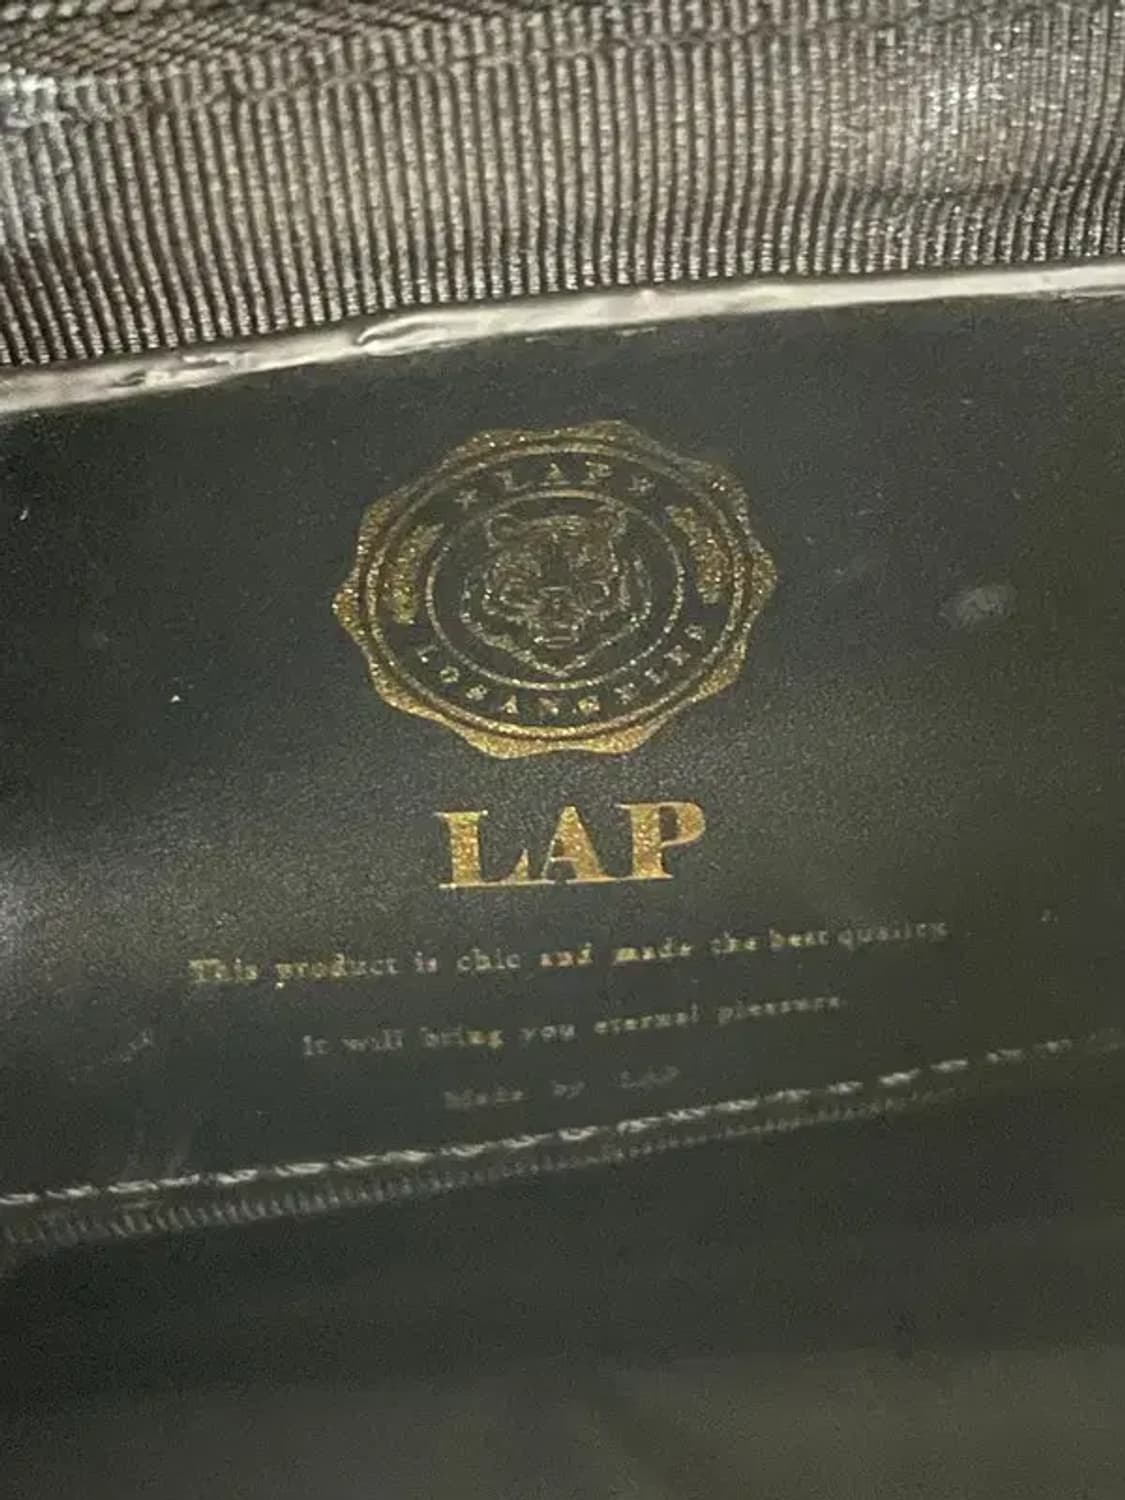 LAP
LOS ANGELES
LAP
This product is chic and made the best quality
It will bring you eternal pleasure
Made by LAP